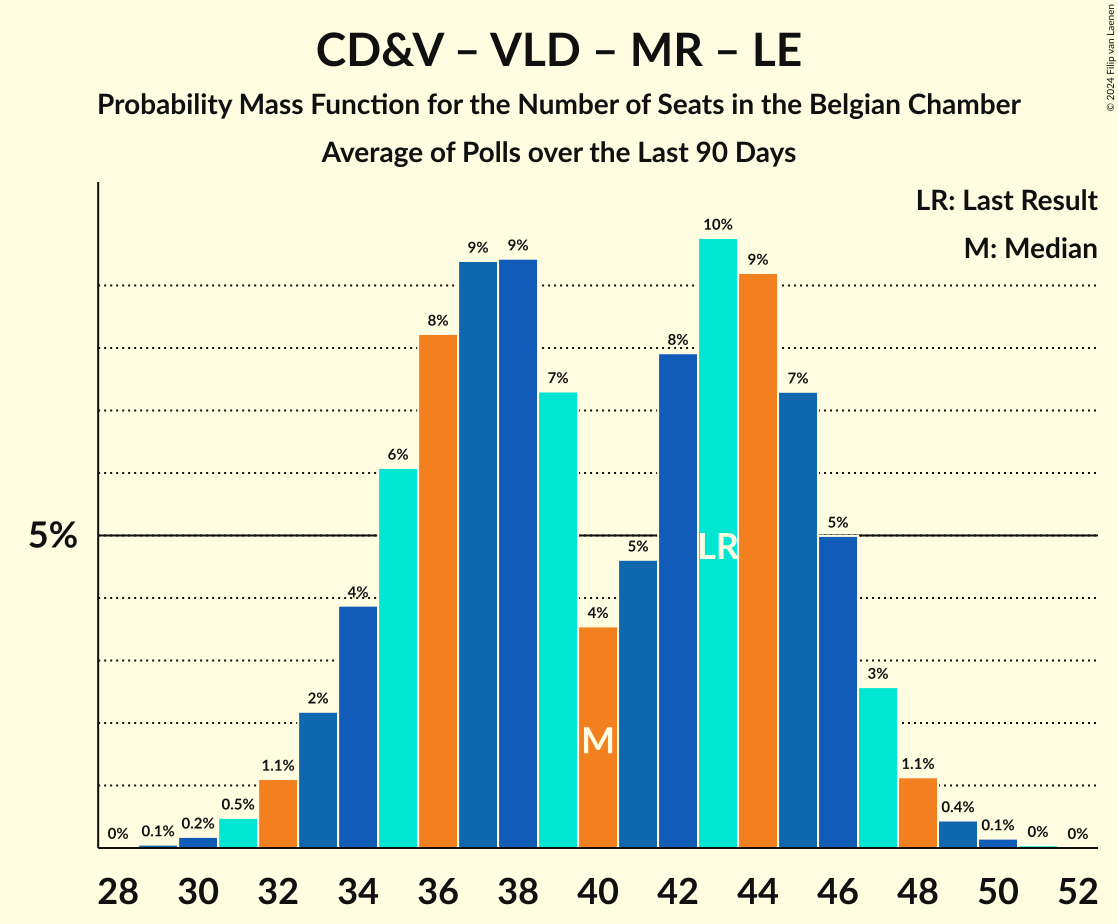 CD&V – VLD – MR – LE
Probability Mass Function for the Number of Seats in the Belgian Chamber
Average of Polls over the Last 90 Days
© 2024 Filip van Laenen
LR: Last Result
M: Median
5%
0% 0.1% 0.2% 0.5% 1.1% 2% 4% 6% 8% 9% 9% 7% 4% 5% 8% 10% 9% 7% 5% 3% 1.1% 0.4% 0.1% 0% 0%
LR
M
28 30 32 34 36 38 40 42 44 46 48 50 52